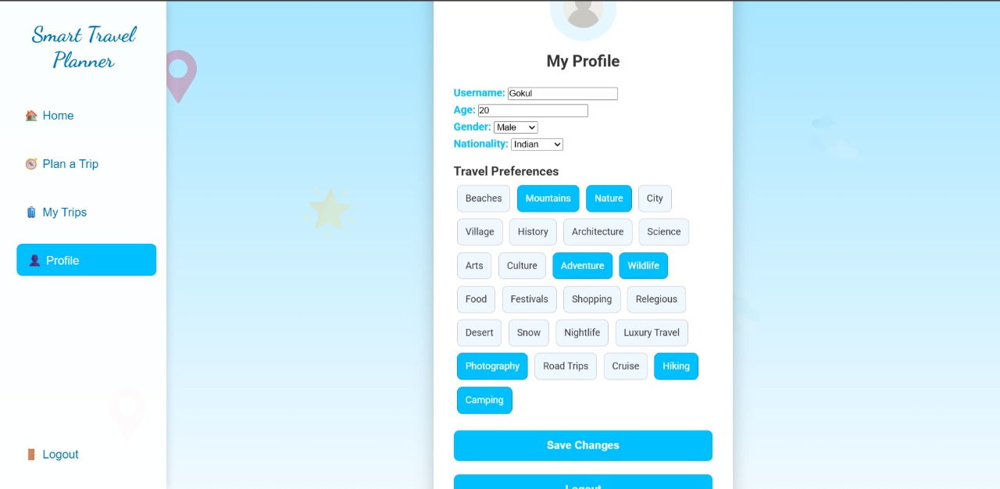 Smart Travel
Planner
Home
Plan a Trip
My Trips
Profile
Logout
My Profile
Username: Gokul
Age: 20
Gender: Male
Nationality: Indian
Travel Preferences
Beaches Mountains Nature City
Village History Architecture Science
Arts Culture Adventure Wildlife
Food Festivals Shopping Relegious
Desert Snow Nightlife Luxury Travel
Photography Road Trips Cruise Hiking
Camping
Save Changes
Logout